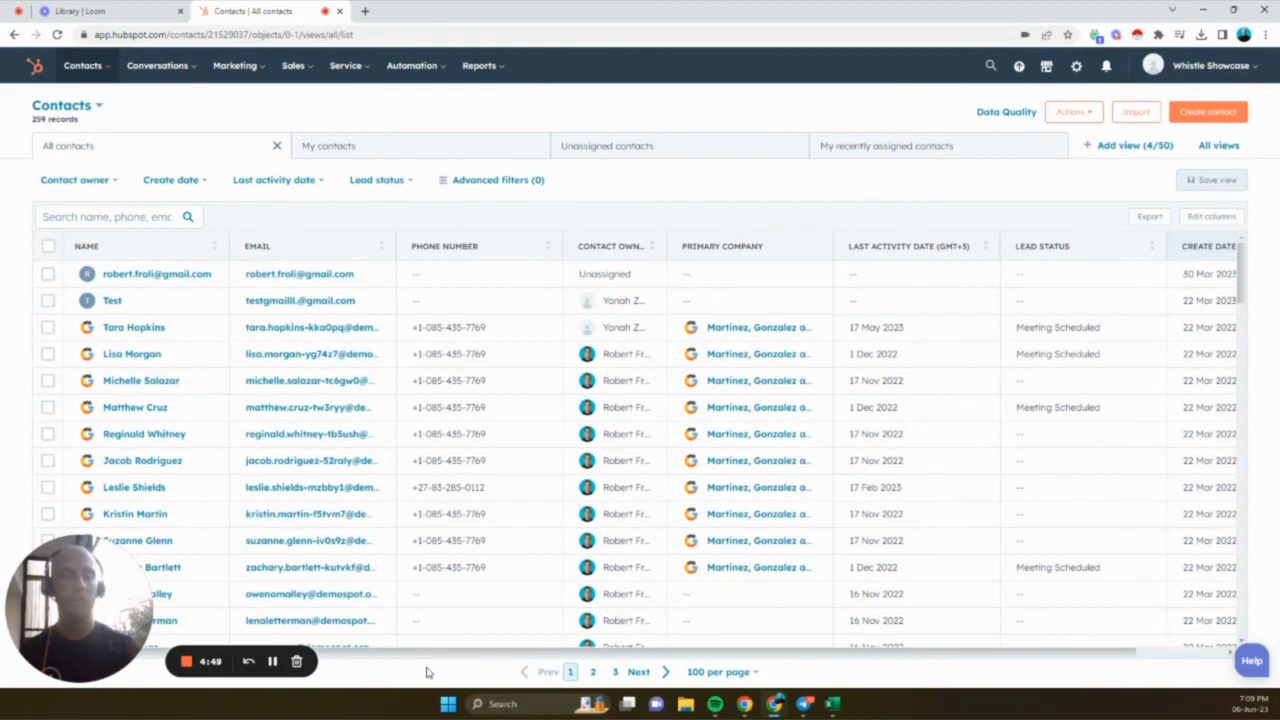 Library | Loom
Contacts | All contacts
app.hubspot.com/contacts/21529037/objects/0-1/views/all/list
Contacts Conversations Marketing Sales Service Automation Reports Whistle Showcase
Contacts
259 records
Data Quality Actions Import Create contact
All contacts My contacts Unassigned contacts My recently assigned contacts + Add view (4/50) All views
Contact owner Create date Last activity date Lead status Advanced filters (0) Save view
Search name, phone, emc Export Edit columns
NAME EMAIL PHONE NUMBER CONTACT OWN... PRIMARY COMPANY LAST ACTIVITY DATE (GMT+3) LEAD STATUS CREATE DATE
R robert.froli@gmail.com robert.froli@gmail.com -- Unassigned -- -- -- 30 Mar 2023
T Test testgmailll.@gmail.com -- Yonah Z... -- -- -- 22 Mar 2023
Tara Hopkins tara.hopkins-kka0pq@dem... +1-085-435-7769 Yonah Z... Martinez, Gonzalez a... 17 May 2023 Meeting Scheduled 22 Mar 2022
Lisa Morgan lisa.morgan-yg74z7@demo... +1-085-435-7769 Robert Fr... Martinez, Gonzalez a... 1 Dec 2022 Meeting Scheduled 22 Mar 2022
Michelle Salazar michelle.salazar-tc6gw0@... +1-085-435-7769 Robert Fr... Martinez, Gonzalez a... 17 Nov 2022 -- 22 Mar 2022
Matthew Cruz matthew.cruz-tw3ryy@de... +1-085-435-7769 Robert Fr... Martinez, Gonzalez a... 1 Dec 2022 Meeting Scheduled 22 Mar 2022
Reginald Whitney reginald.whitney-tb5ush@... +1-085-435-7769 Robert Fr... Martinez, Gonzalez a... 17 Nov 2022 -- 22 Mar 2022
Jacob Rodriguez jacob.rodriguez-52raly@de... +1-085-435-7769 Robert Fr... Martinez, Gonzalez a... 17 Nov 2022 -- 22 Mar 2022
Leslie Shields leslie.shields-mzbby1@dem... +27-83-285-0112 Robert Fr... Martinez, Gonzalez a... 17 Feb 2023 -- 22 Mar 2022
Kristin Martin kristin.martin-f5tvm7@de... +1-085-435-7769 Robert Fr... Martinez, Gonzalez a... 17 Nov 2022 -- 22 Mar 2022
uzanne Glenn suzanne.glenn-iv0s9z@de... +1-085-435-7769 Robert Fr... Martinez, Gonzalez a... 17 Nov 2022 -- 22 Mar 2022
Bartlett zachary.bartlett-kutvkf@d... +1-085-435-7769 Robert Fr... Martinez, Gonzalez a... 1 Dec 2022 Meeting Scheduled 22 Mar 2022
alley owenomalley@demospot.o... -- Robert Fr... -- 16 Nov 2022 -- 22 Mar 2022
rman lenaletterman@demospot.... -- Robert Fr... -- 16 Nov 2022 -- 22 Mar 2022
4:49
Prev 1 2 3 Next 100 per page
Help
Search
7:09 PM
06-Jun-23